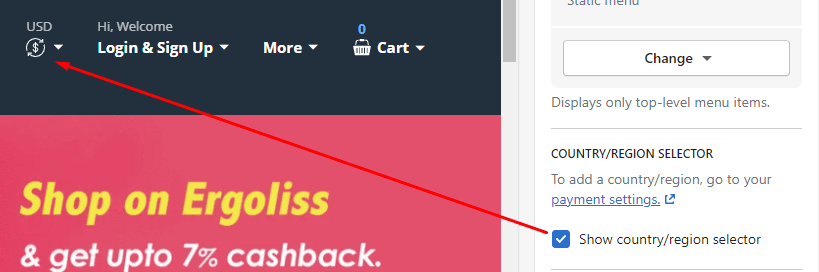 USD
Hi, Welcome
Login & Sign Up
More
0
Cart
Shop on Ergoliss
& get upto 7% cashback.
Static menu
Change
Displays only top-level menu items.
COUNTRY/REGION SELECTOR
To add a country/region, go to your
payment settings.
Show country/region selector